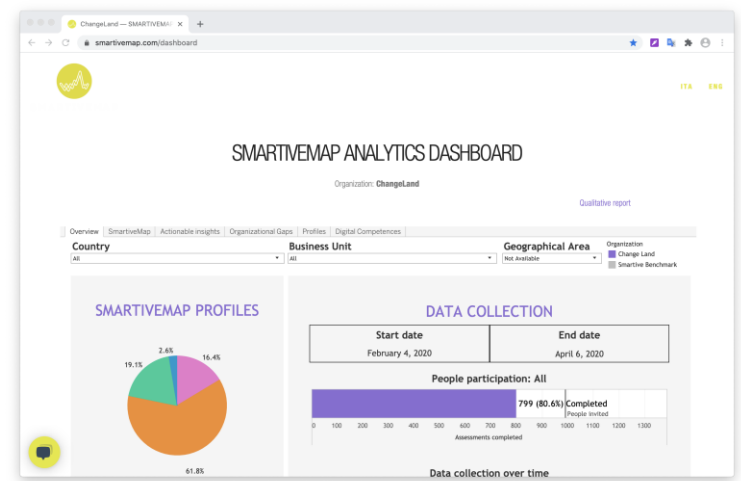 ChangeLand — SMARTIVEMAP
smartivemap.com/dashboard
ITA ENG
SMARTIVEMAP ANALYTICS DASHBOARD
Organization: ChangeLand
Qualitative report
Overview SmartiveMap Actionable insights Organizational Gaps Profiles Digital Competences
Country Business Unit Geographical Area Organization
All All Not Available Change Land
Smartive Benchmark
SMARTIVEMAP PROFILES
2.6%
19.1% 16.4%
61.8%
DATA COLLECTION
Start date End date
February 4, 2020 April 6, 2020
People participation: All
799 (80.6%) Completed
People invited
0 100 200 300 400 500 600 700 800 900 1000 1100 1200 1300
Assessments completed
Data collection over time